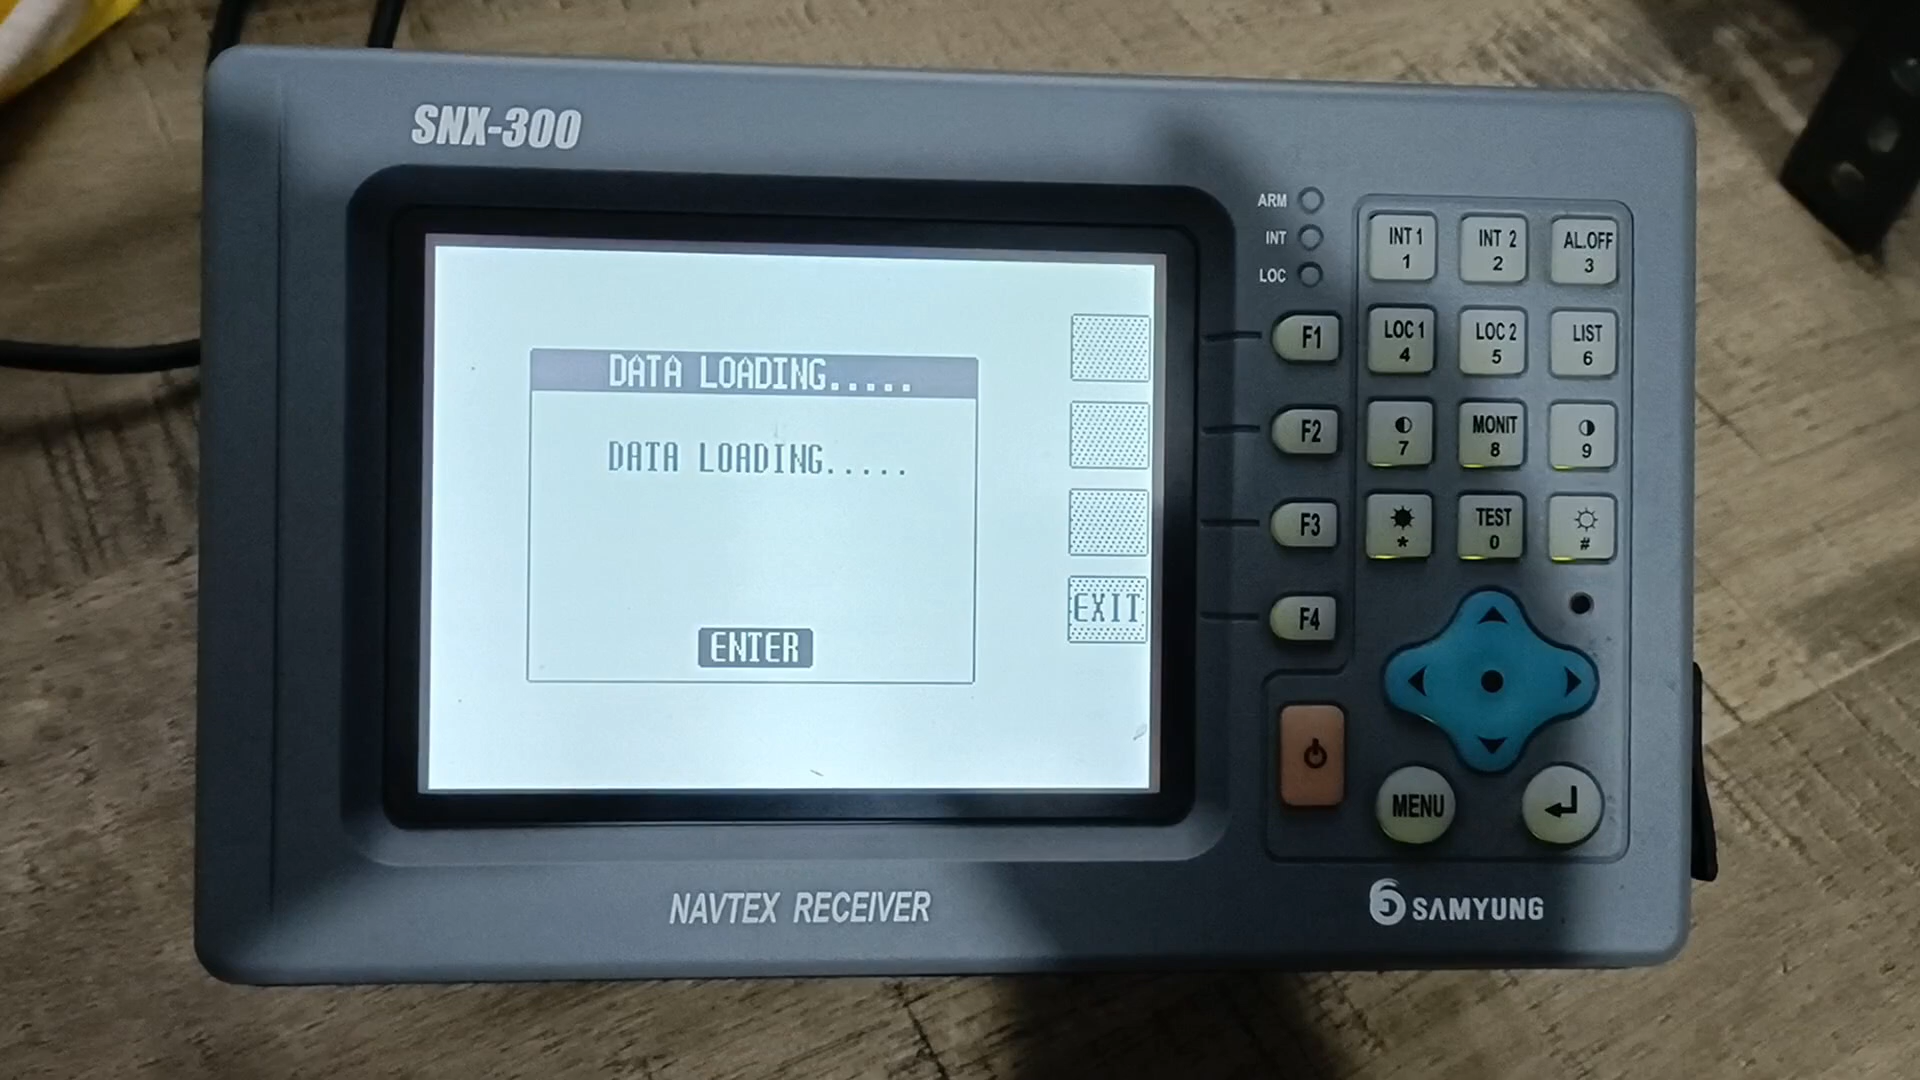 SNX-300
DATA LOADING.....
DATA LOADING.....
ENTER
EXIT
ARM
INT
LOC
F1
F2
F3
F4
INT 1
1
INT 2
2
AL.OFF
3
LOC 1
4
LOC 2
5
LIST
6
7
MONIT
8
9
*
TEST
0
#
MENU
NAVTEX RECEIVER
SAMYUNG